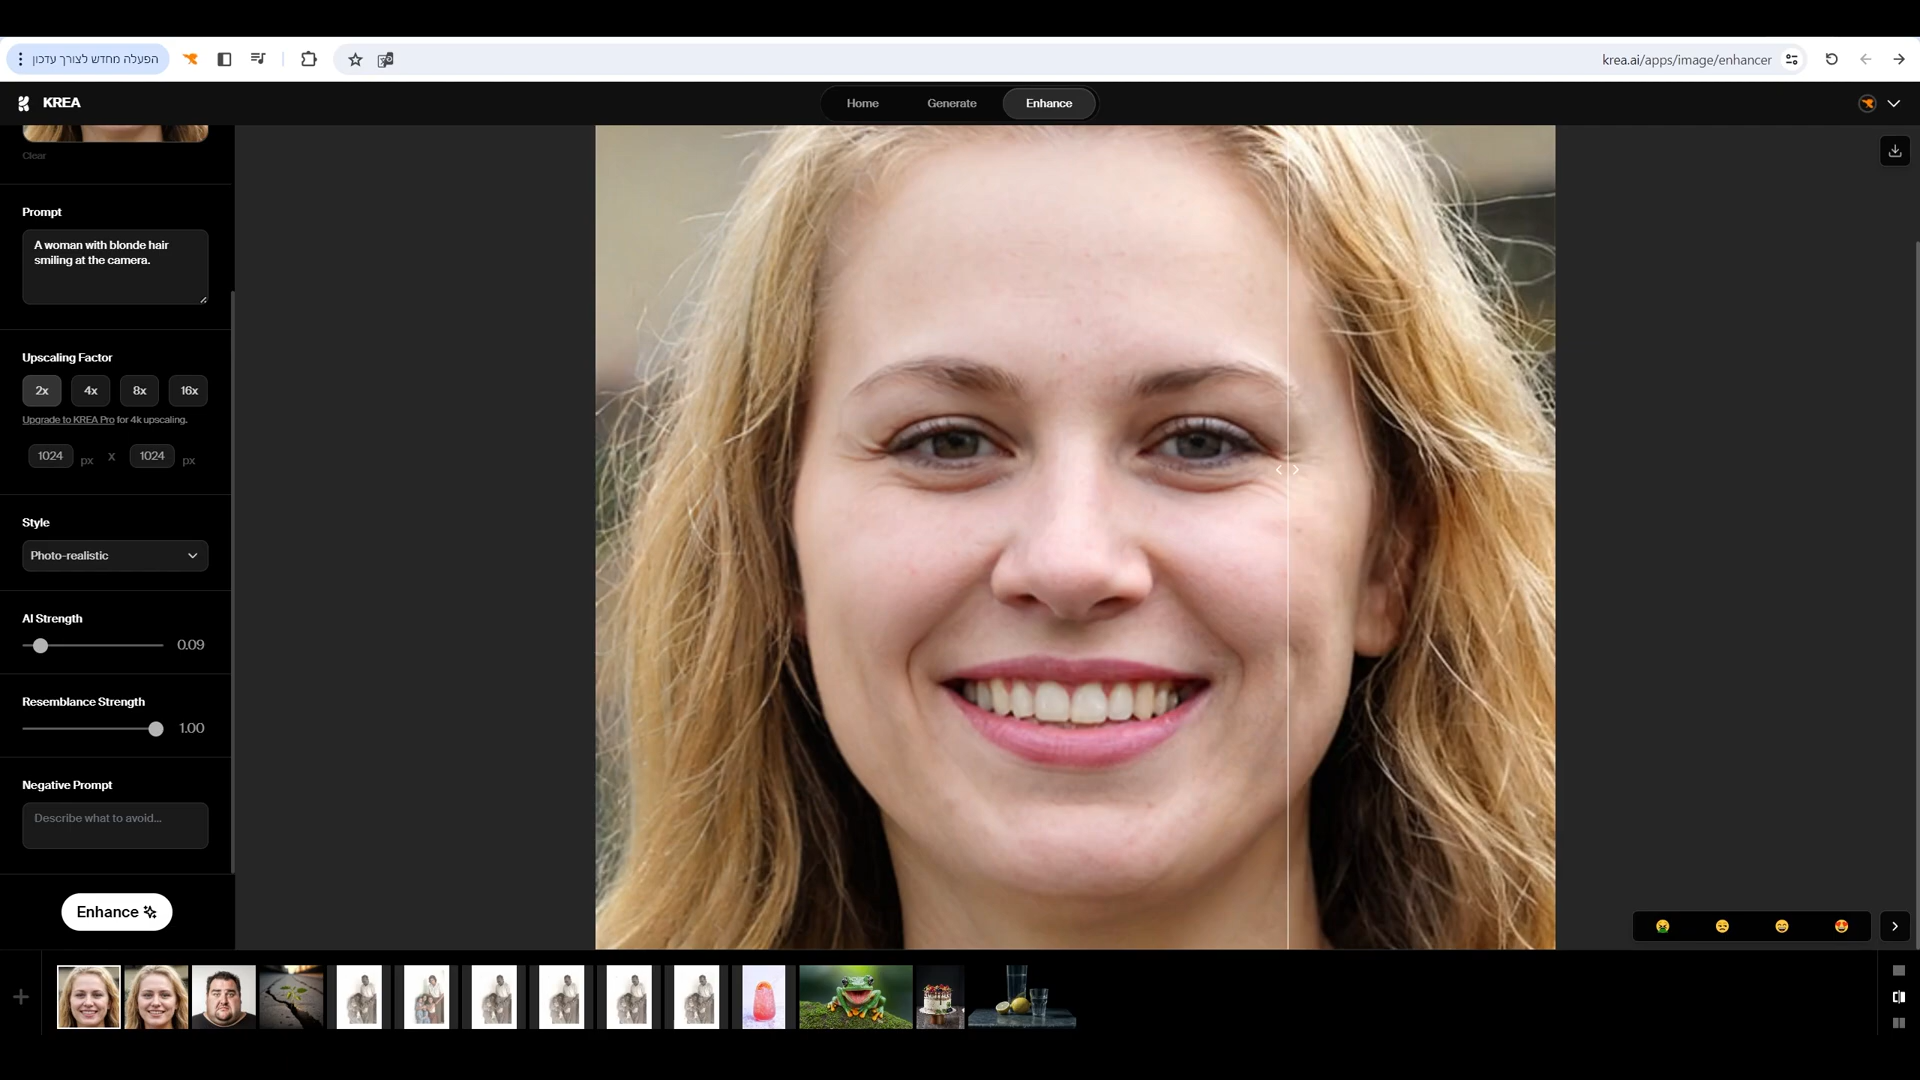 הפעלה מחדש לצורך עדכון
krea.ai/apps/image/enhancer
KREA
Home
Generate
Enhance
Clear
Prompt
A woman with blonde hair
smiling at the camera.
Upscaling Factor
2x
4x
8x
16x
Upgrade to KREA Pro for 4k upscaling.
1024 px x 1024 px
Style
Photo-realistic
AI Strength
0.09
Resemblance Strength
1.00
Negative Prompt
Describe what to avoid...
Enhance